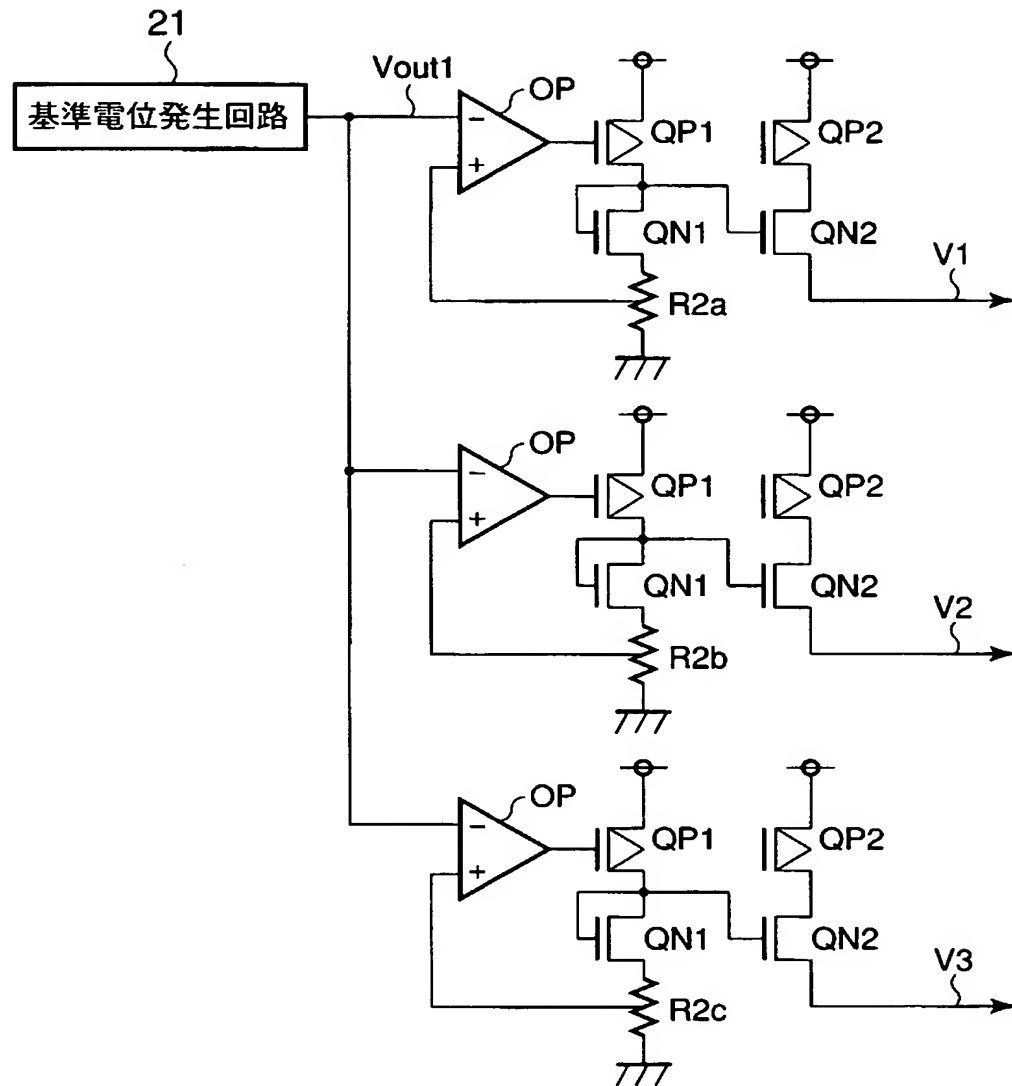 21
基準電位発生回路
Vout1
OP
QP1
QP2
QN1
QN2
R2a
V1
OP
QP1
QP2
QN1
QN2
R2b
V2
OP
QP1
QP2
QN1
QN2
R2c
V3